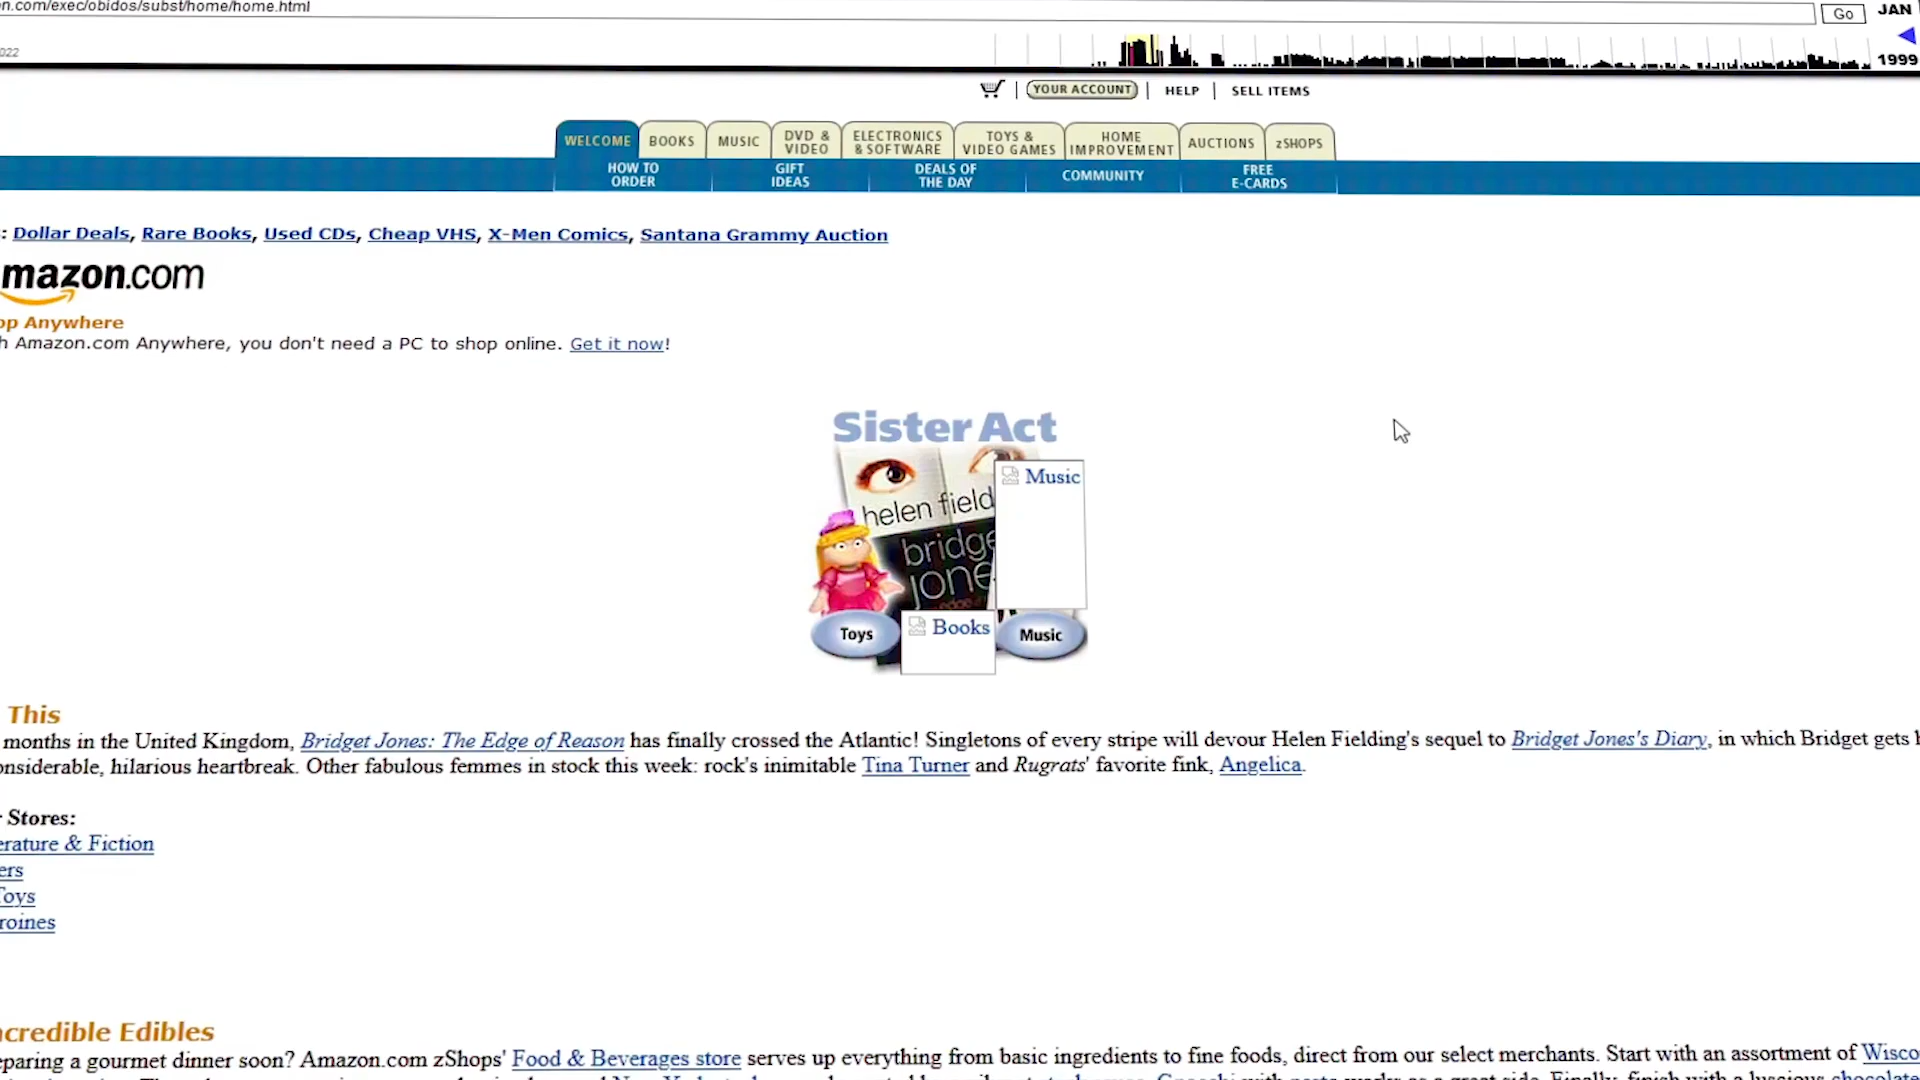 n.com/exec/obidos/subst/home/home.html
Go
JAN
022
1999
YOUR ACCOUNT | HELP | SELL ITEMS
WELCOME
BOOKS
MUSIC
DVD &
VIDEO
ELECTRONICS
& SOFTWARE
TOYS &
VIDEO GAMES
HOME
IMPROVEMENT
AUCTIONS
zSHOPS
HOW TO
ORDER
GIFT
IDEAS
DEALS OF
THE DAY
COMMUNITY
FREE
E-CARDS
: Dollar Deals, Rare Books, Used CDs, Cheap VHS, X-Men Comics, Santana Grammy Auction
mazon.com
op Anywhere
h Amazon.com Anywhere, you don't need a PC to shop online. Get it now!
Sister Act
Music
helen field
bridge
jone
Toys
Books
Music
This
months in the United Kingdom, Bridget Jones: The Edge of Reason has finally crossed the Atlantic! Singletons of every stripe will devour Helen Fielding's sequel to Bridget Jones's Diary, in which Bridget gets
onsiderable, hilarious heartbreak. Other fabulous femmes in stock this week: rock's inimitable Tina Turner and Rugrats' favorite fink, Angelica.
Stores:
erature & Fiction
ers
Toys
roines
ncredible Edibles
eparing a gourmet dinner soon? Amazon.com zShops' Food & Beverages store serves up everything from basic ingredients to fine foods, direct from our select merchants. Start with an assortment of Wisco